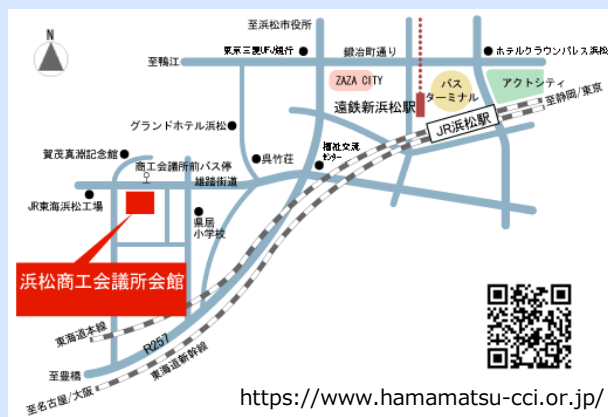 至浜松市役所
N
東京三菱UFJ銀行
鍛冶町通り
ホテルクラウンパレス浜松
至鴨江
ZAZA CITY
バス
ターミナル
アクトシティ
至静岡/東京
遠鉄新浜松駅
JR浜松駅
グランドホテル浜松
賀茂真淵記念館
商工会議所前バス停
呉竹荘
福祉交流
センター
雄踏街道
JR東海浜松工場
県居
小学校
浜松商工会議所会館
東海道本線
R257
東海道新幹線
至豊橋
至名古屋/大阪
https://www.hamamatsu-cci.or.jp/